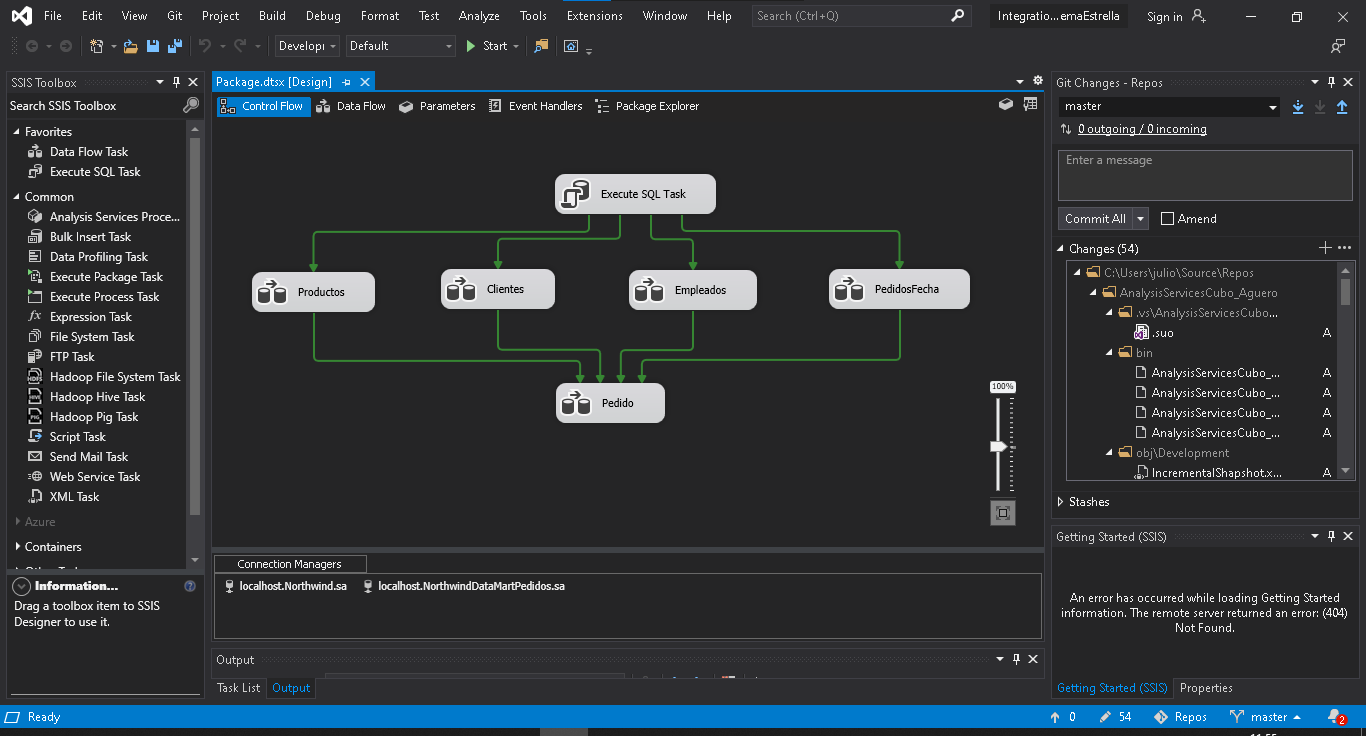 File Edit View Git Project Build Debug Format Test Analyze Tools Extensions Window Help Search (Ctrl+Q) Integratio...emaEstrella Sign in
Developi Default Start
SSIS Toolbox
Search SSIS Toolbox
Favorites
Data Flow Task
Execute SQL Task
Common
Analysis Services Proce...
Bulk Insert Task
Data Profiling Task
Execute Package Task
Execute Process Task
Expression Task
File System Task
FTP Task
Hadoop File System Task
Hadoop Hive Task
Hadoop Pig Task
Script Task
Send Mail Task
Web Service Task
XML Task
Azure
Containers
Information...
Drag a toolbox item to SSIS
Designer to use it.
Package.dtsx [Design]
Control Flow Data Flow Parameters Event Handlers Package Explorer
Execute SQL Task
Productos Clientes Empleados PedidosFecha
Pedido
100%
Connection Managers
localhost.Northwind.sa localhost.NorthwindDataMartPedidos.sa
Output
Task List Output
Git Changes - Repos
master
0 outgoing / 0 incoming
Enter a message
Commit All Amend
Changes (54)
C:\Users\julio\Source\Repos
AnalysisServicesCubo_Aguero
.vs\AnalysisServicesCubo...
.suo A
bin
AnalysisServicesCubo_... A
AnalysisServicesCubo_... A
AnalysisServicesCubo_... A
AnalysisServicesCubo_... A
obj\Development
IncrementalShapshot.x... A
Stashes
Getting Started (SSIS)
An error has occurred while loading Getting Started
information. The remote server returned an error: (404)
Not Found.
Getting Started (SSIS) Properties
Ready 0 54 Repos master 2